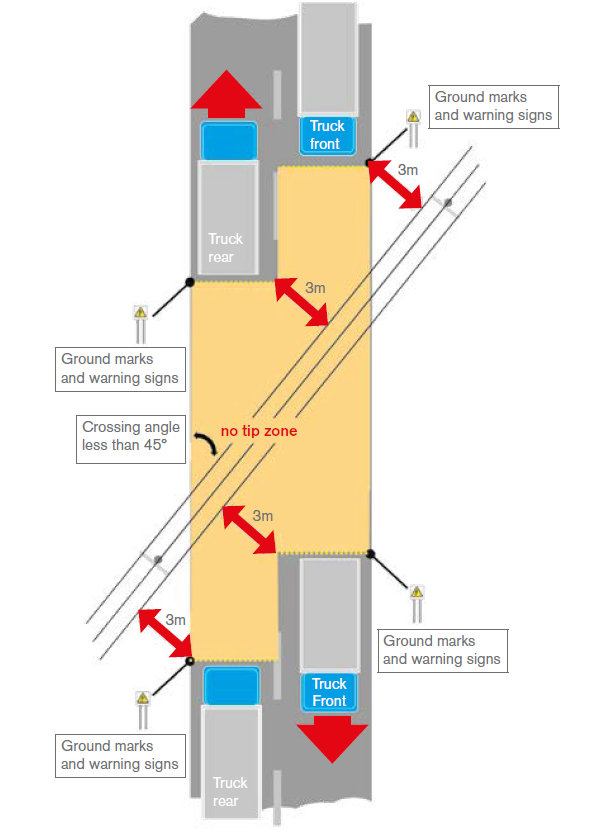 Ground marks
and warning signs
Truck
front
3m
Truck
rear
3m
Ground marks
and warning signs
Crossing angle
less than 45°
no tip zone
3m
3m
Ground marks
and warning signs
Truck
Front
Ground marks
and warning signs
Truck
rear